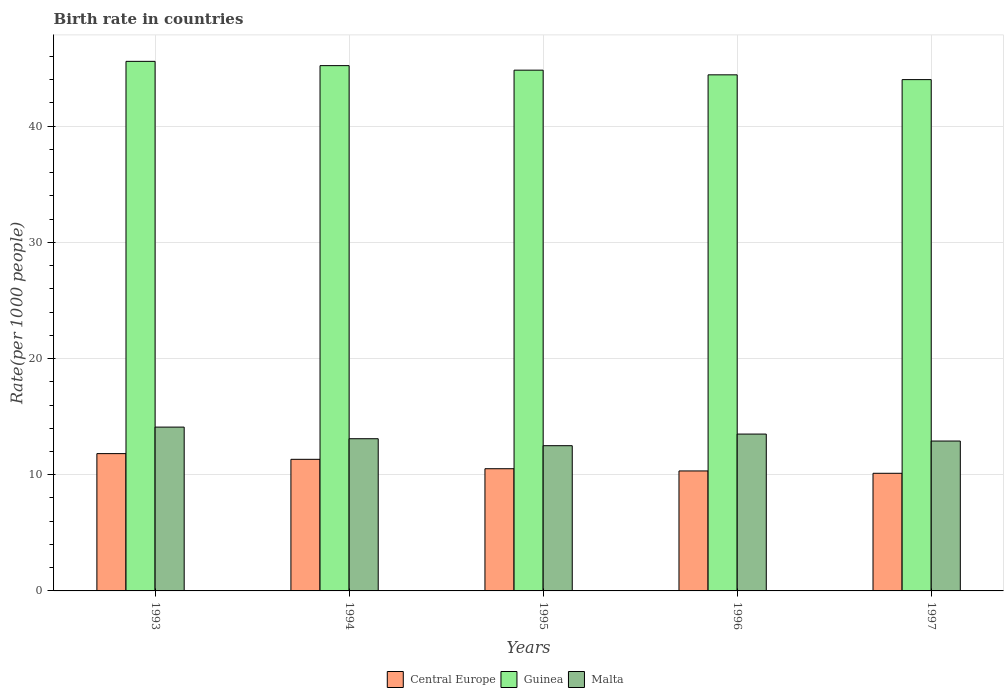 Birth rate in countries
Rate(per 1000 people)
40
30
20
10
0
1993
1994
1995
1996
1997
Years
Central Europe
Guinea
Malta